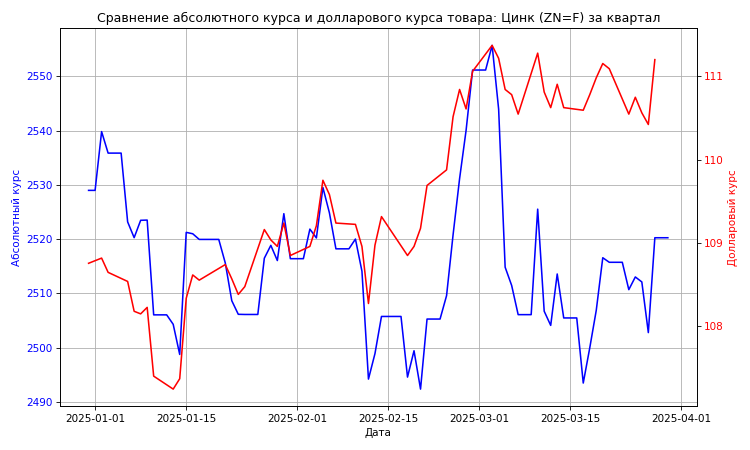 Сравнение абсолютного курса и долларового курса товара: Цинк (ZN=F) за квартал
Абсолютный курс
2550
2540
2530
2520
2510
2500
2490
111
110
109
108
Долларовый курс
2025-01-01 2025-01-15 2025-02-01 2025-02-15 2025-03-01 2025-03-15 2025-04-01
Дата